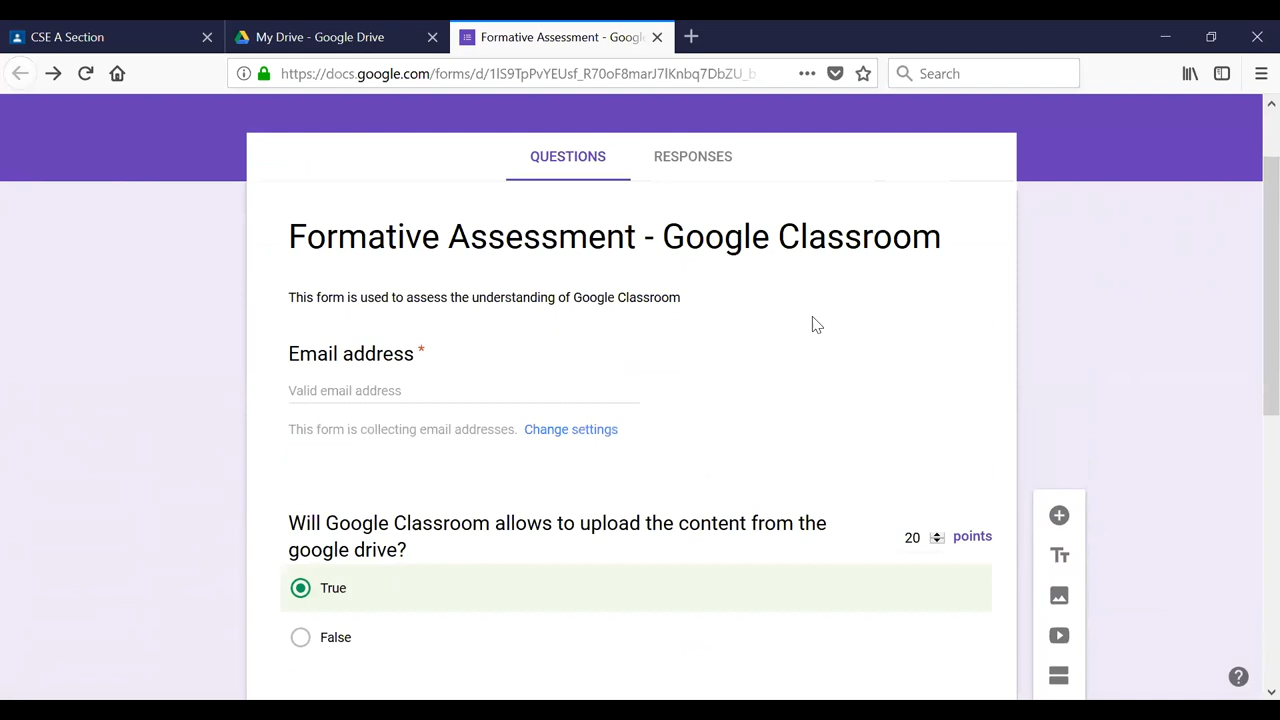 CSE A Section
My Drive - Google Drive
Formative Assessment - Googl
https://docs.google.com/forms/d/1IS9TpPvYEUsf_R70oF8marJ7lKnbq7DbZU_b
Search
QUESTIONS
RESPONSES
Formative Assessment - Google Classroom
This form is used to assess the understanding of Google Classroom
Email address *
Valid email address
This form is collecting email addresses. Change settings
Will Google Classroom allows to upload the content from the
google drive?
20 points
True
False